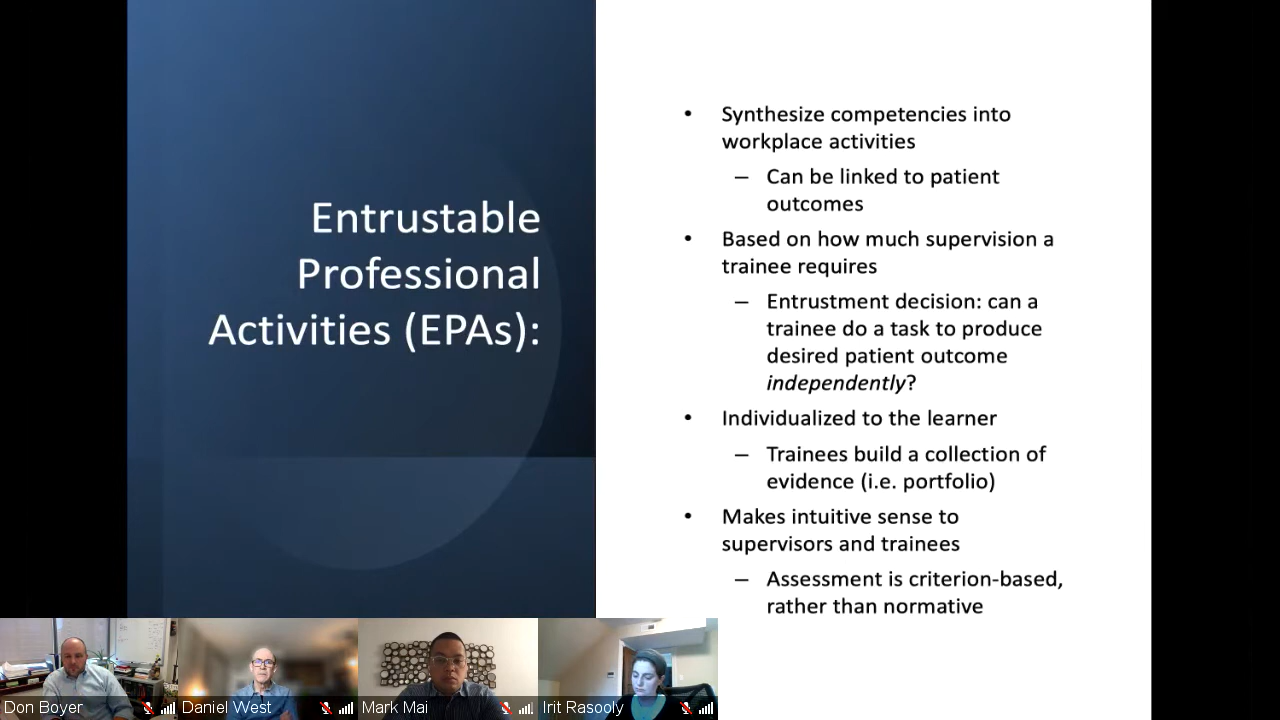 Entrustable
Professional
Activities (EPAs):
• Synthesize competencies into
workplace activities
– Can be linked to patient
outcomes
• Based on how much supervision a
trainee requires
– Entrustment decision: can a
trainee do a task to produce
desired patient outcome
independently?
• Individualized to the learner
– Trainees build a collection of
evidence (i.e. portfolio)
• Makes intuitive sense to
supervisors and trainees
– Assessment is criterion-based,
rather than normative
Don Boyer
Daniel West
Mark Mai
Irit Rasooly